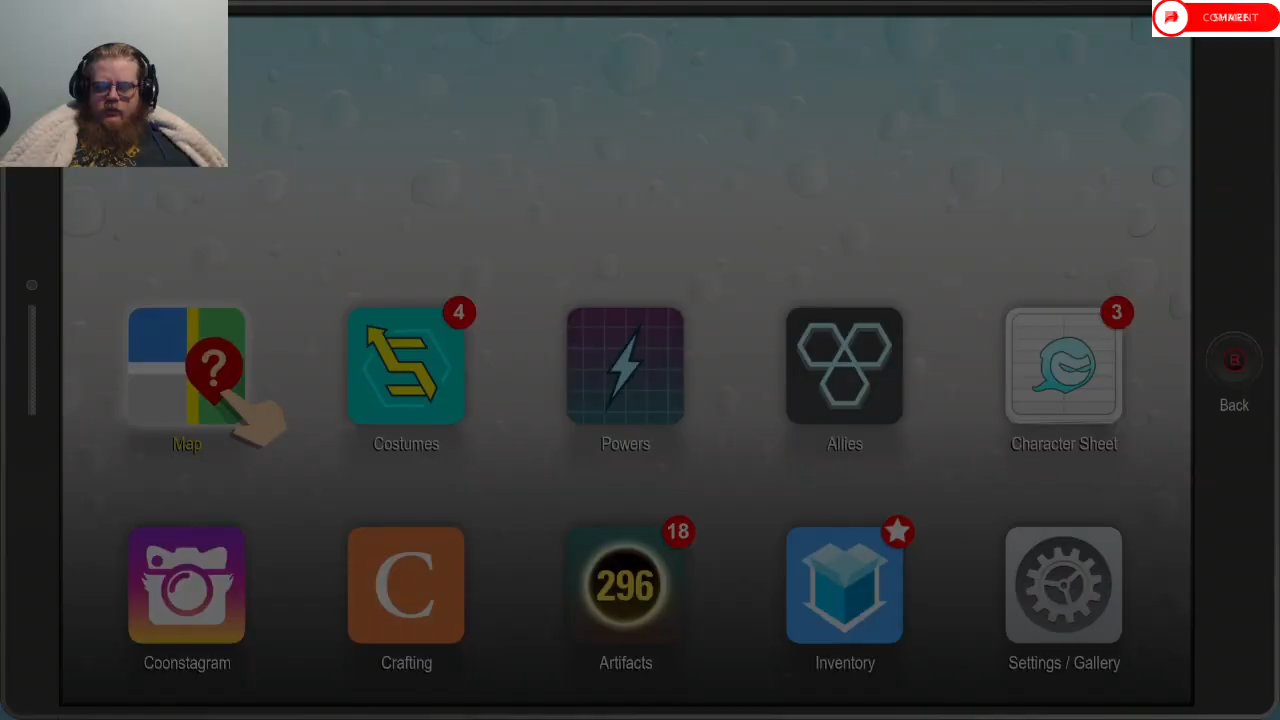 ?
4
3
B
Back
Map
Costumes
Powers
Allies
Character Sheet
C
18
296
Coonstagram
Crafting
Artifacts
Inventory
Settings / Gallery